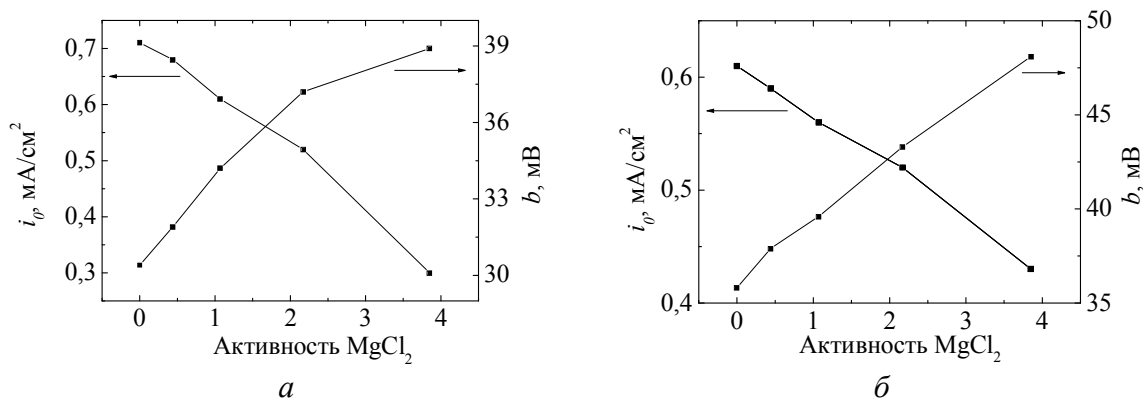 0,7
0,6
0,5
0,4
0,3
i₀, мА/см²
39
36
33
30
b, мВ
0 1 2 3 4
Активность MgCl₂
а
0,6
0,5
0,4
i₀, мА/см²
50
45
40
35
b, мВ
0 1 2 3 4
Активность MgCl₂
б